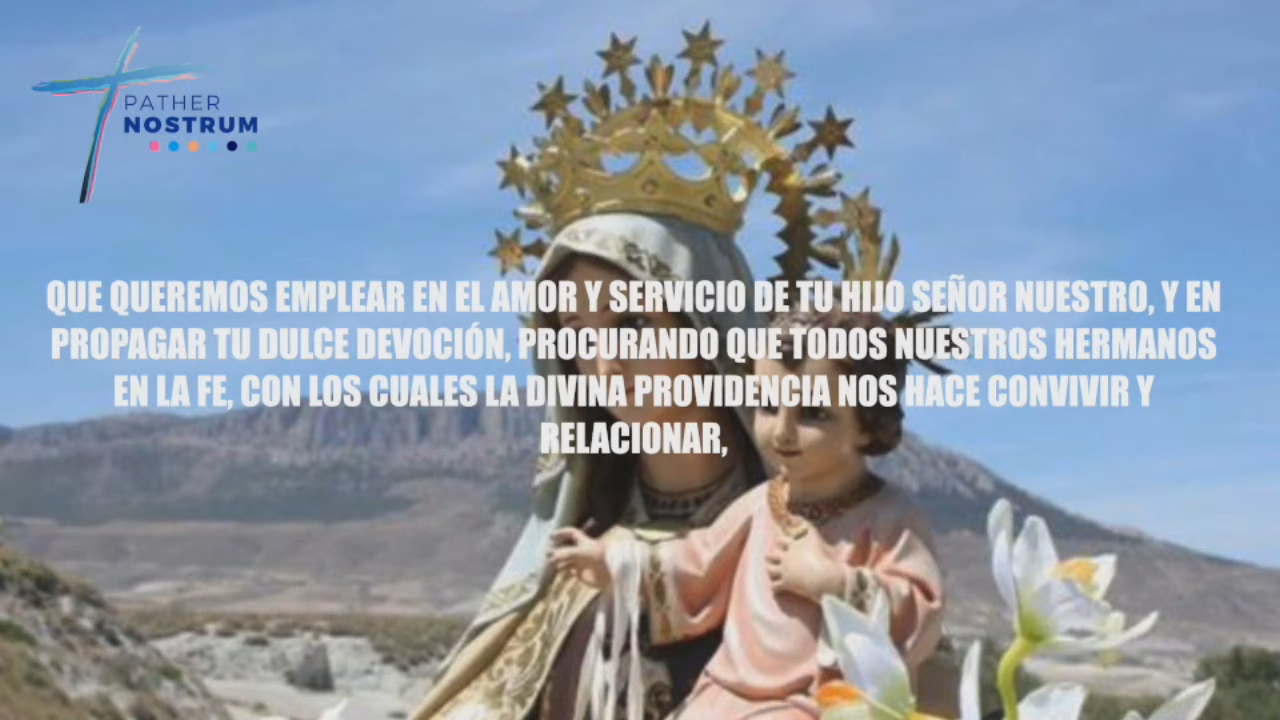 PATHER
NOSTRUM
QUE QUEREMOS EMPLEAR EN EL AMOR Y SERVICIO DE TU HIJO SEÑOR NUESTRO, Y EN
PROPAGAR TU DULCE DEVOCIÓN, PROCURANDO QUE TODOS NUESTROS HERMANOS
EN LA FE, CON LOS CUALES LA DIVINA PROVIDENCIA NOS HACE CONVIVIR Y
RELACIONAR,